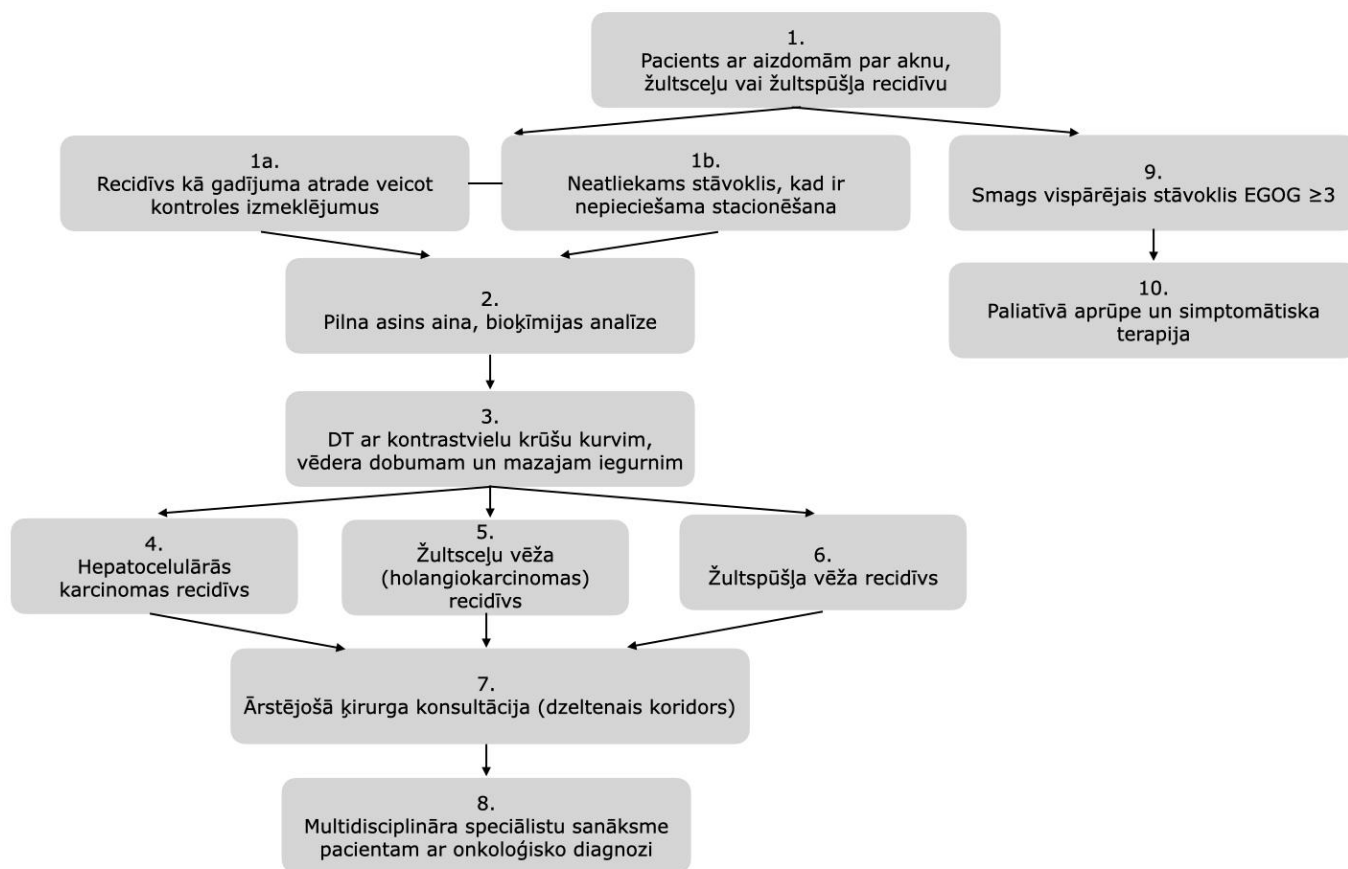 1.
Pacients ar aizdomām par aknu,
žultsceļu vai žultspūšļa recidīvu
1a.
Recidīvs kā gadījuma atrade veicot
kontroles izmeklējumus
1b.
Neatliekams stāvoklis, kad ir
nepieciešama stacionēšana
9.
Smags vispārējais stāvoklis EGOG ≥3
2.
Pilna asins aina, bioķīmijas analīze
10.
Paliatīvā aprūpe un simptomātiska
terapija
3.
DT ar kontrastvielu krūšu kurvim,
vēdera dobumam un mazajam iegurnim
4.
Hepatocelulārās
karcinomas recidīvs
5.
Žultsceļu vēža
(holangiokarcinomas)
recidīvs
6.
Žultspūšļa vēža recidīvs
7.
Ārstējošā ķirurga konsultācija (dzeltenais koridors)
8.
Multidisciplināra speciālistu sanāksme
pacientam ar onkoloģisko diagnozi